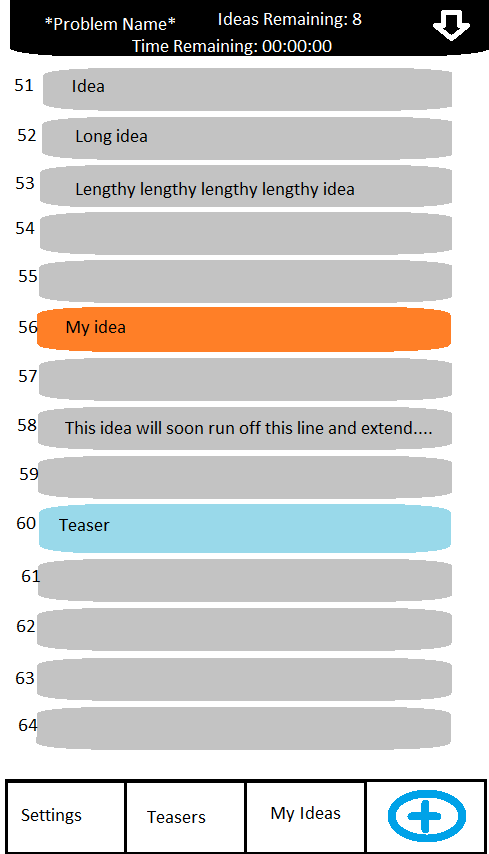 *Problem Name* Ideas Remaining: 8
Time Remaining: 00:00:00
51 Idea
52 Long idea
53 Lengthy lengthy lengthy lengthy idea
54
55
56 My idea
57
58 This idea will soon run off this line and extend....
59
60 Teaser
61
62
63
64
Settings Teasers My Ideas